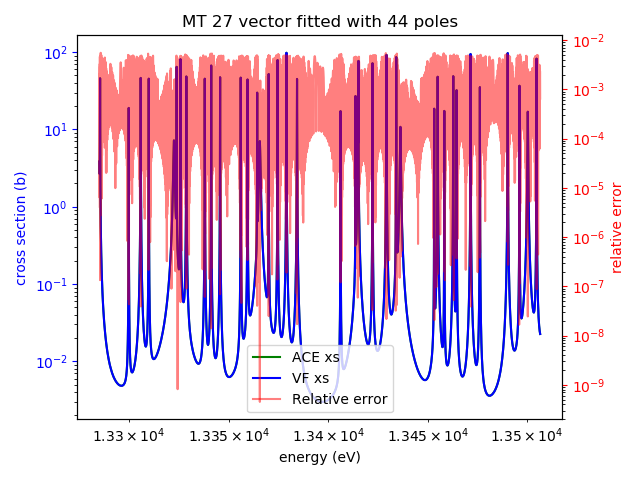 MT 27 vector fitted with 44 poles
10²
10¹
10⁰
10⁻¹
10⁻²
cross section (b)
10⁻²
10⁻³
10⁻⁴
10⁻⁵
10⁻⁶
10⁻⁷
10⁻⁸
10⁻⁹
relative error
ACE xs
VF xs
Relative error
1.33 × 10⁴ 1.335 × 10⁴ 1.34 × 10⁴ 1.345 × 10⁴ 1.35 × 10⁴
energy (eV)